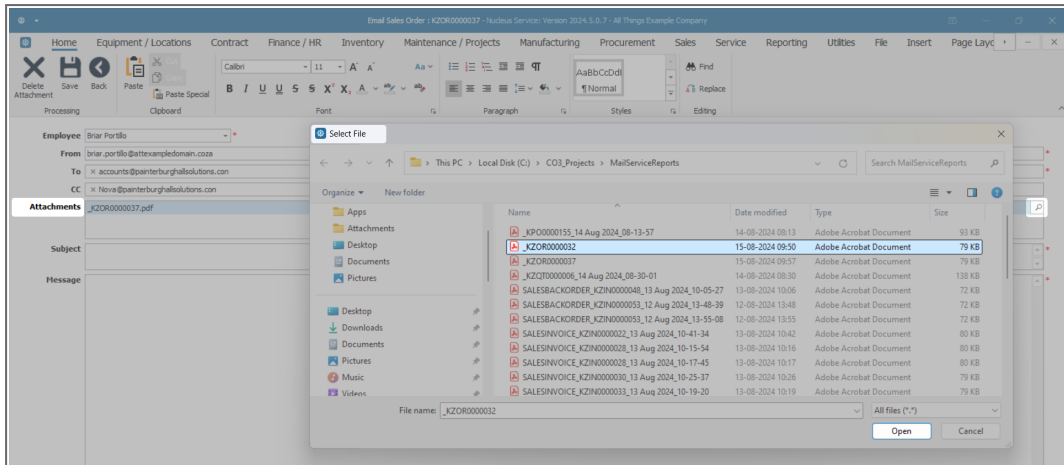 Email Sales Order : KZOR0000037 - Nucleus Service: Version 2024.5.0.7 - All Things Example Company
Home Equipment / Locations Contract Finance / HR Inventory Maintenance / Projects Manufacturing Procurement Sales Service Reporting Utilities File Insert Page Layc
Delete Attachment Save Back Paste Cut Copy Paste Special
Calibri 11 A A Aa
B I U U S S X² X₂ A ab ab
AaBbCcDdI
¶ Normal
Find
Replace
Processing Clipboard Font Paragraph Styles Editing
Employee Briar Portillo *
From briar.portillo@attexampledomain.coza *
To × accounts@painterburghallsolutions.con *
CC × Nova@painterburghallsolutions.con
Attachments _KZOR0000037.pdf
Subject *
Message *
Select File
This PC > Local Disk (C:) > CO3_Projects > MailServiceReports
Search MailServiceReports
Organize New folder
Apps
Attachments
Desktop
Documents
Pictures
Desktop
Downloads
Documents
Pictures
Music
Videos
Name Date modified Type Size
_KPO0000155_14 Aug 2024_08-13-57 14-08-2024 08:13 Adobe Acrobat Document 93 KB
_KZOR0000032 15-08-2024 09:50 Adobe Acrobat Document 79 KB
_KZOR0000037 15-08-2024 09:57 Adobe Acrobat Document 79 KB
_KZQT0000006_14 Aug 2024_08-30-01 14-08-2024 08:30 Adobe Acrobat Document 138 KB
SALESBACKORDER_KZIN0000048_13 Aug 2024_10-05-27 13-08-2024 10:06 Adobe Acrobat Document 72 KB
SALESBACKORDER_KZIN0000053_12 Aug 2024_13-48-39 12-08-2024 13:48 Adobe Acrobat Document 72 KB
SALESBACKORDER_KZIN0000053_12 Aug 2024_13-55-08 12-08-2024 13:55 Adobe Acrobat Document 72 KB
SALESINVOICE_KZIN0000022_13 Aug 2024_10-41-34 13-08-2024 10:42 Adobe Acrobat Document 80 KB
SALESINVOICE_KZIN0000028_13 Aug 2024_10-15-54 13-08-2024 10:16 Adobe Acrobat Document 80 KB
SALESINVOICE_KZIN0000028_13 Aug 2024_10-17-45 13-08-2024 10:17 Adobe Acrobat Document 80 KB
SALESINVOICE_KZIN0000030_13 Aug 2024_10-25-37 13-08-2024 10:26 Adobe Acrobat Document 79 KB
SALESINVOICE_KZIN0000033_13 Aug 2024_10-19-20 13-08-2024 10:19 Adobe Acrobat Document 79 KB
File name: _KZOR0000032 All files (*.*)
Open Cancel